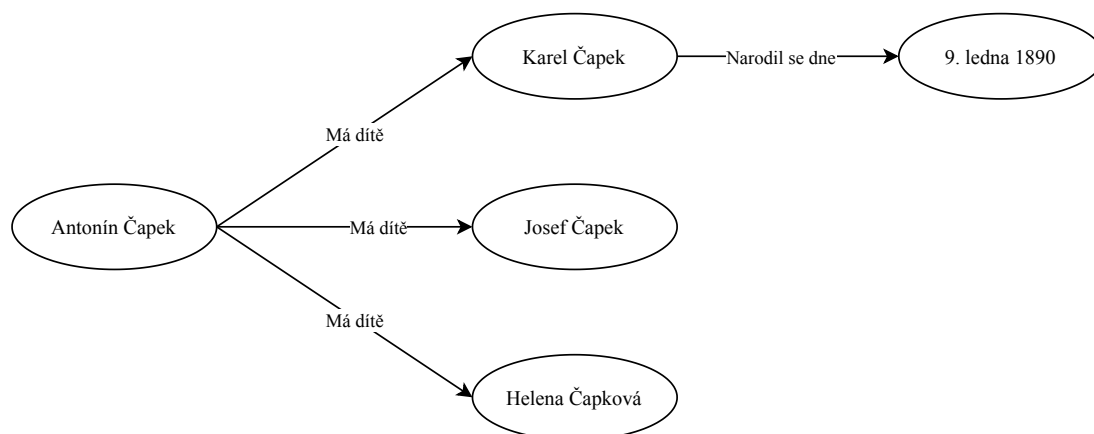 Karel Čapek
Narodil se dne
9. ledna 1890
Má dítě
Antonín Čapek
Má dítě
Josef Čapek
Má dítě
Helena Čapková